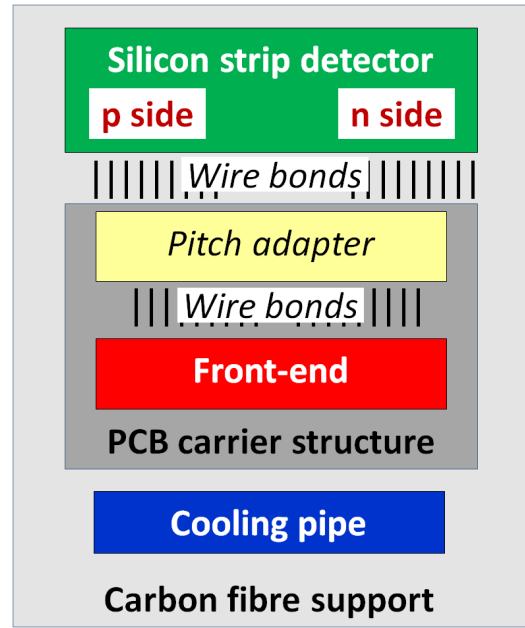 Silicon strip detector
p side
n side
Wire bonds
Pitch adapter
Wire bonds
Front-end
PCB carrier structure
Cooling pipe
Carbon fibre support